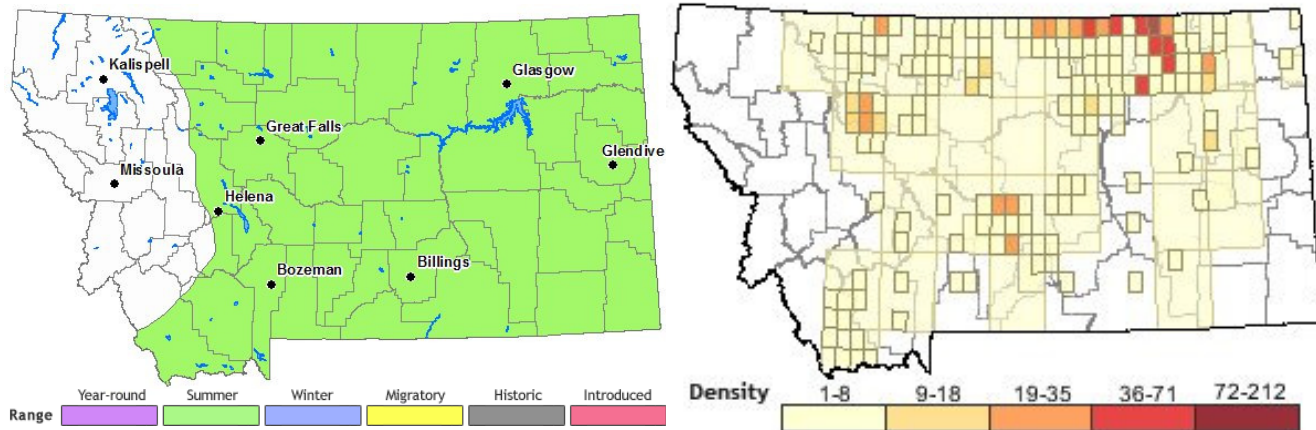 Kalispell
Glasgow
Great Falls
Glendive
Missoula
Helena
Bozeman
Billings
Year-round Summer Winter Migratory Historic Introduced
Range
Density 1-8 9-18 19-35 36-71 72-212